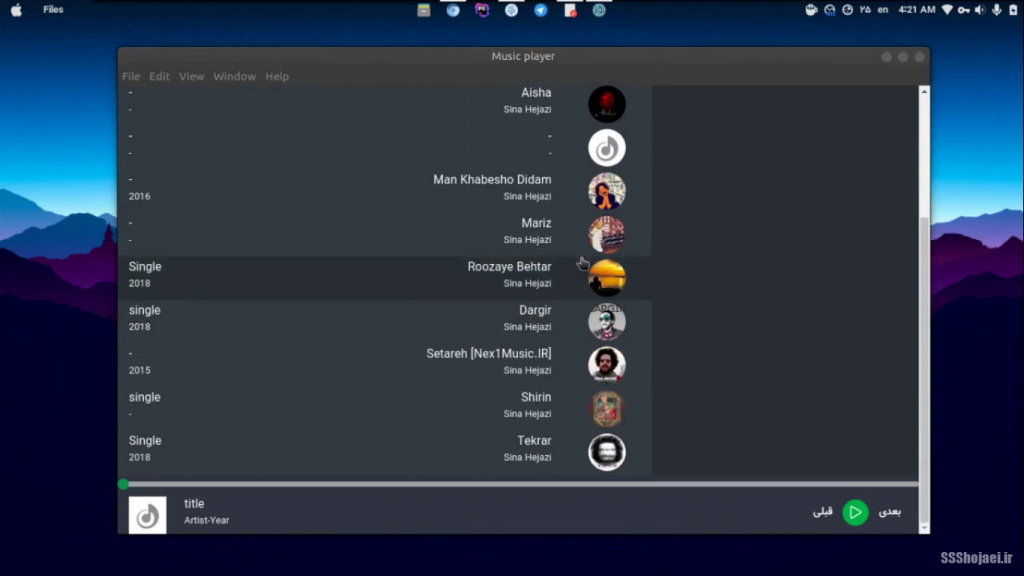 Files
۲۵ en 4:21 AM
Music player
File Edit View Window Help
- Aisha
- Sina Hejazi
- -
- -
- Man Khabesho Didam
2016 Sina Hejazi
- Mariz
- Sina Hejazi
Single Roozaye Behtar
2018 Sina Hejazi
single Dargir
2018 Sina Hejazi
- Setareh [Nex1Music.IR]
2015 Sina Hejazi
single Shirin
- Sina Hejazi
Single Tekrar
2018 Sina Hejazi
title
Artist-Year
قبلی بعدی
SSShojaei.ir